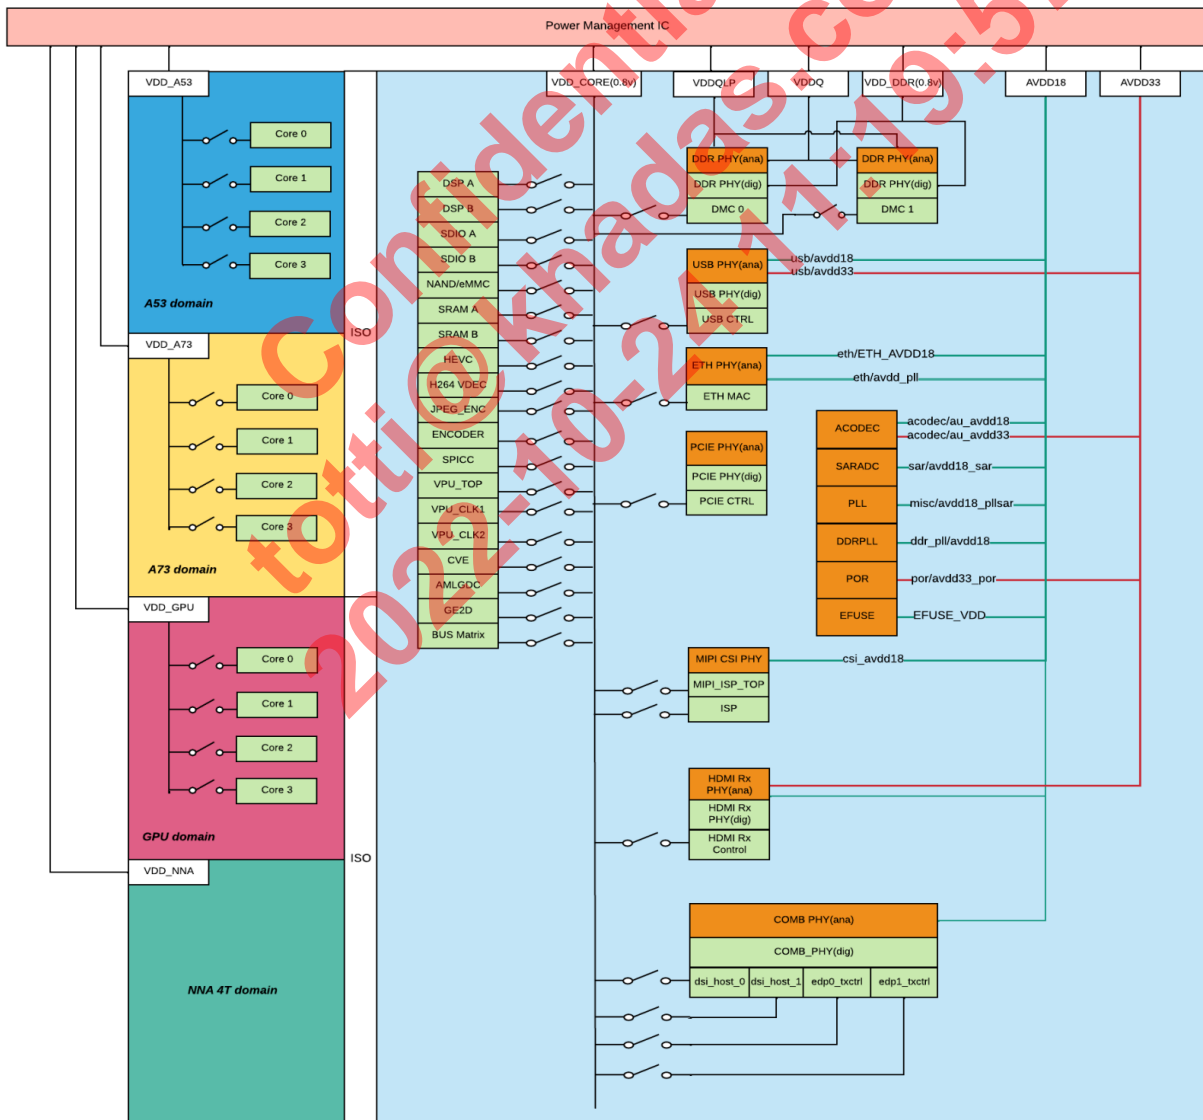 Power Management IC
VDD_A53
VDD_CORE(0.8v)
VDDQLP
VDDQ
VDD_DDR(0.8v)
AVDD18
AVDD33
Core 0
Core 1
Core 2
Core 3
A53 domain
ISO
VDD_A73
Core 0
Core 1
Core 2
Core 3
A73 domain
VDD_GPU
Core 0
Core 1
Core 2
Core 3
GPU domain
ISO
VDD_NNA
NNA 4T domain
DSP A
DSP B
SDIO A
SDIO B
NAND/eMMC
SRAM A
SRAM B
HEVC
H264 VDEC
JPEG_ENC
ENCODER
SPICC
VPU_TOP
VPU_CLK1
VPU_CLK2
CVE
AMLGDC
GE2D
BUS Matrix
DDR PHY(ana)
DDR PHY(dig)
DMC 0
DDR PHY(ana)
DDR PHY(dig)
DMC 1
USB PHY(ana)
USB PHY(dig)
USB CTRL
usb/avdd18
usb/avdd33
ETH PHY(ana)
ETH MAC
eth/ETH_AVDD18
eth/avdd_pll
PCIE PHY(ana)
PCIE PHY(dig)
PCIE CTRL
ACODEC
acodec/au_avdd18
acodec/au_avdd33
SARADC
sar/avdd18_sar
PLL
misc/avdd18_pllsar
DDRPLL
ddr_pll/avdd18
POR
por/avdd33_por
EFUSE
EFUSE_VDD
MIPI CSI PHY
csi_avdd18
MIPI_ISP_TOP
ISP
HDMI Rx
PHY(ana)
HDMI Rx
PHY(dig)
HDMI Rx
Control
COMB PHY(ana)
COMB_PHY(dig)
dsi_host_0
dsi_host_1
edp0_txctrl
edp1_txctrl
Confidential
totti@khadas.co
2022-10-24 11:19:5